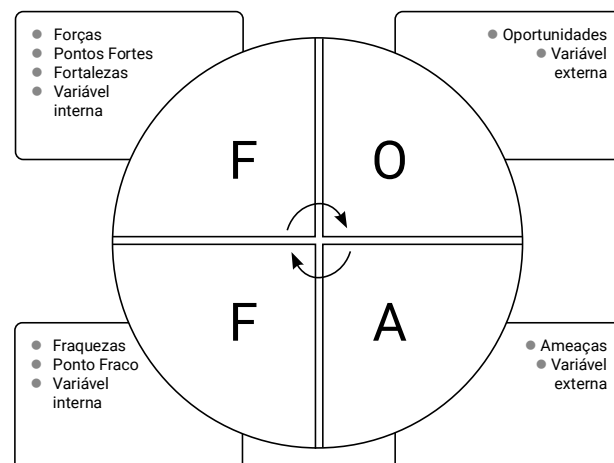 Forças
Pontos Fortes
Fortalezas
Variável
interna
Oportunidades
Variável
externa
F
O
F
A
Fraquezas
Ponto Fraco
Variável
interna
Ameaças
Variável
externa